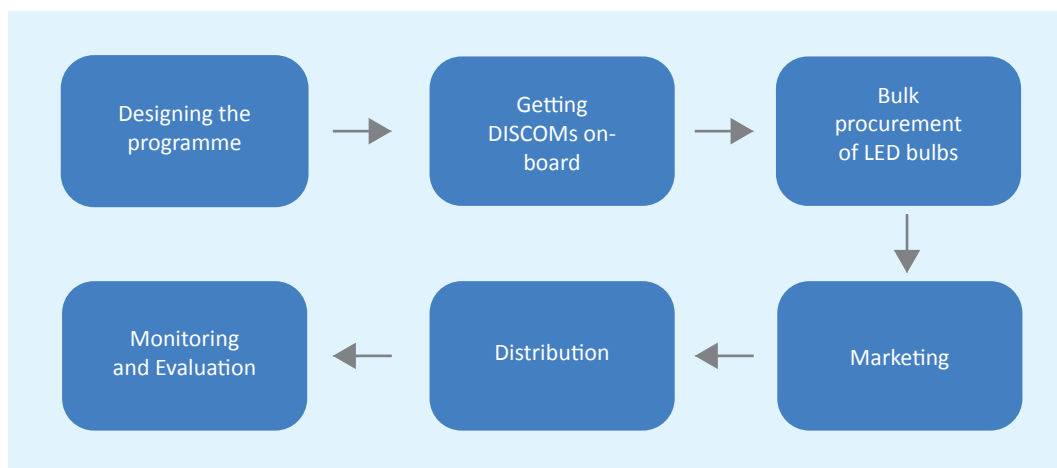 Designing the
programme
Getting
DISCOMs on-
board
Bulk
procurement
of LED bulbs
Marketing
Distribution
Monitoring
and Evaluation